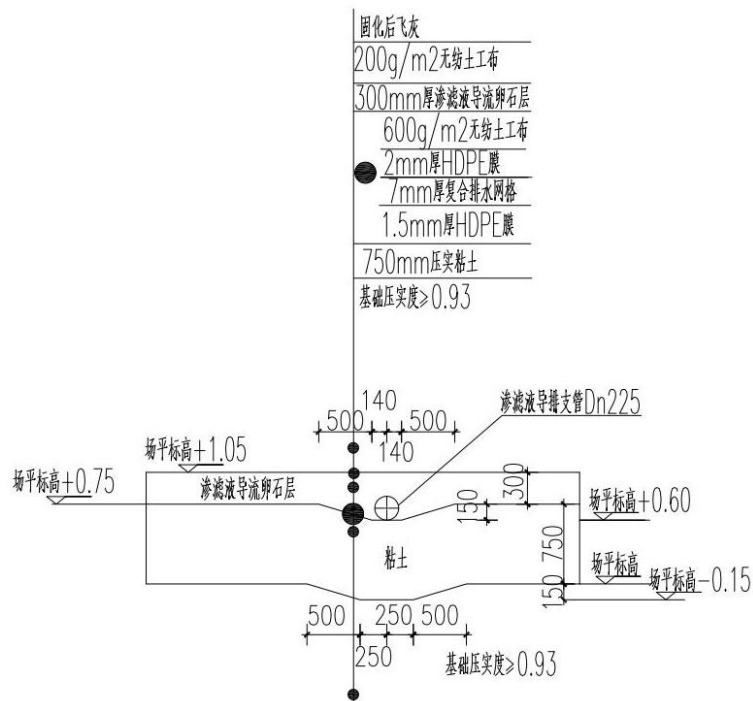 固化后飞灰
200g/m2无纺土工布
300mm厚渗滤液导流卵石层
600g/m2无纺土工布
2mm厚HDPE膜
7mm厚复合排水网格
1.5mm厚HDPE膜
750mm压实粘土
基础压实度≥0.93
140
500
500
140
渗滤液导排支管Dn225
场平标高+1.05
场平标高+0.75
渗滤液导流卵石层
300
150
场平标高+0.60
750
粘土
场平标高
150
场平标高-0.15
500
250
500
250
基础压实度≥0.93